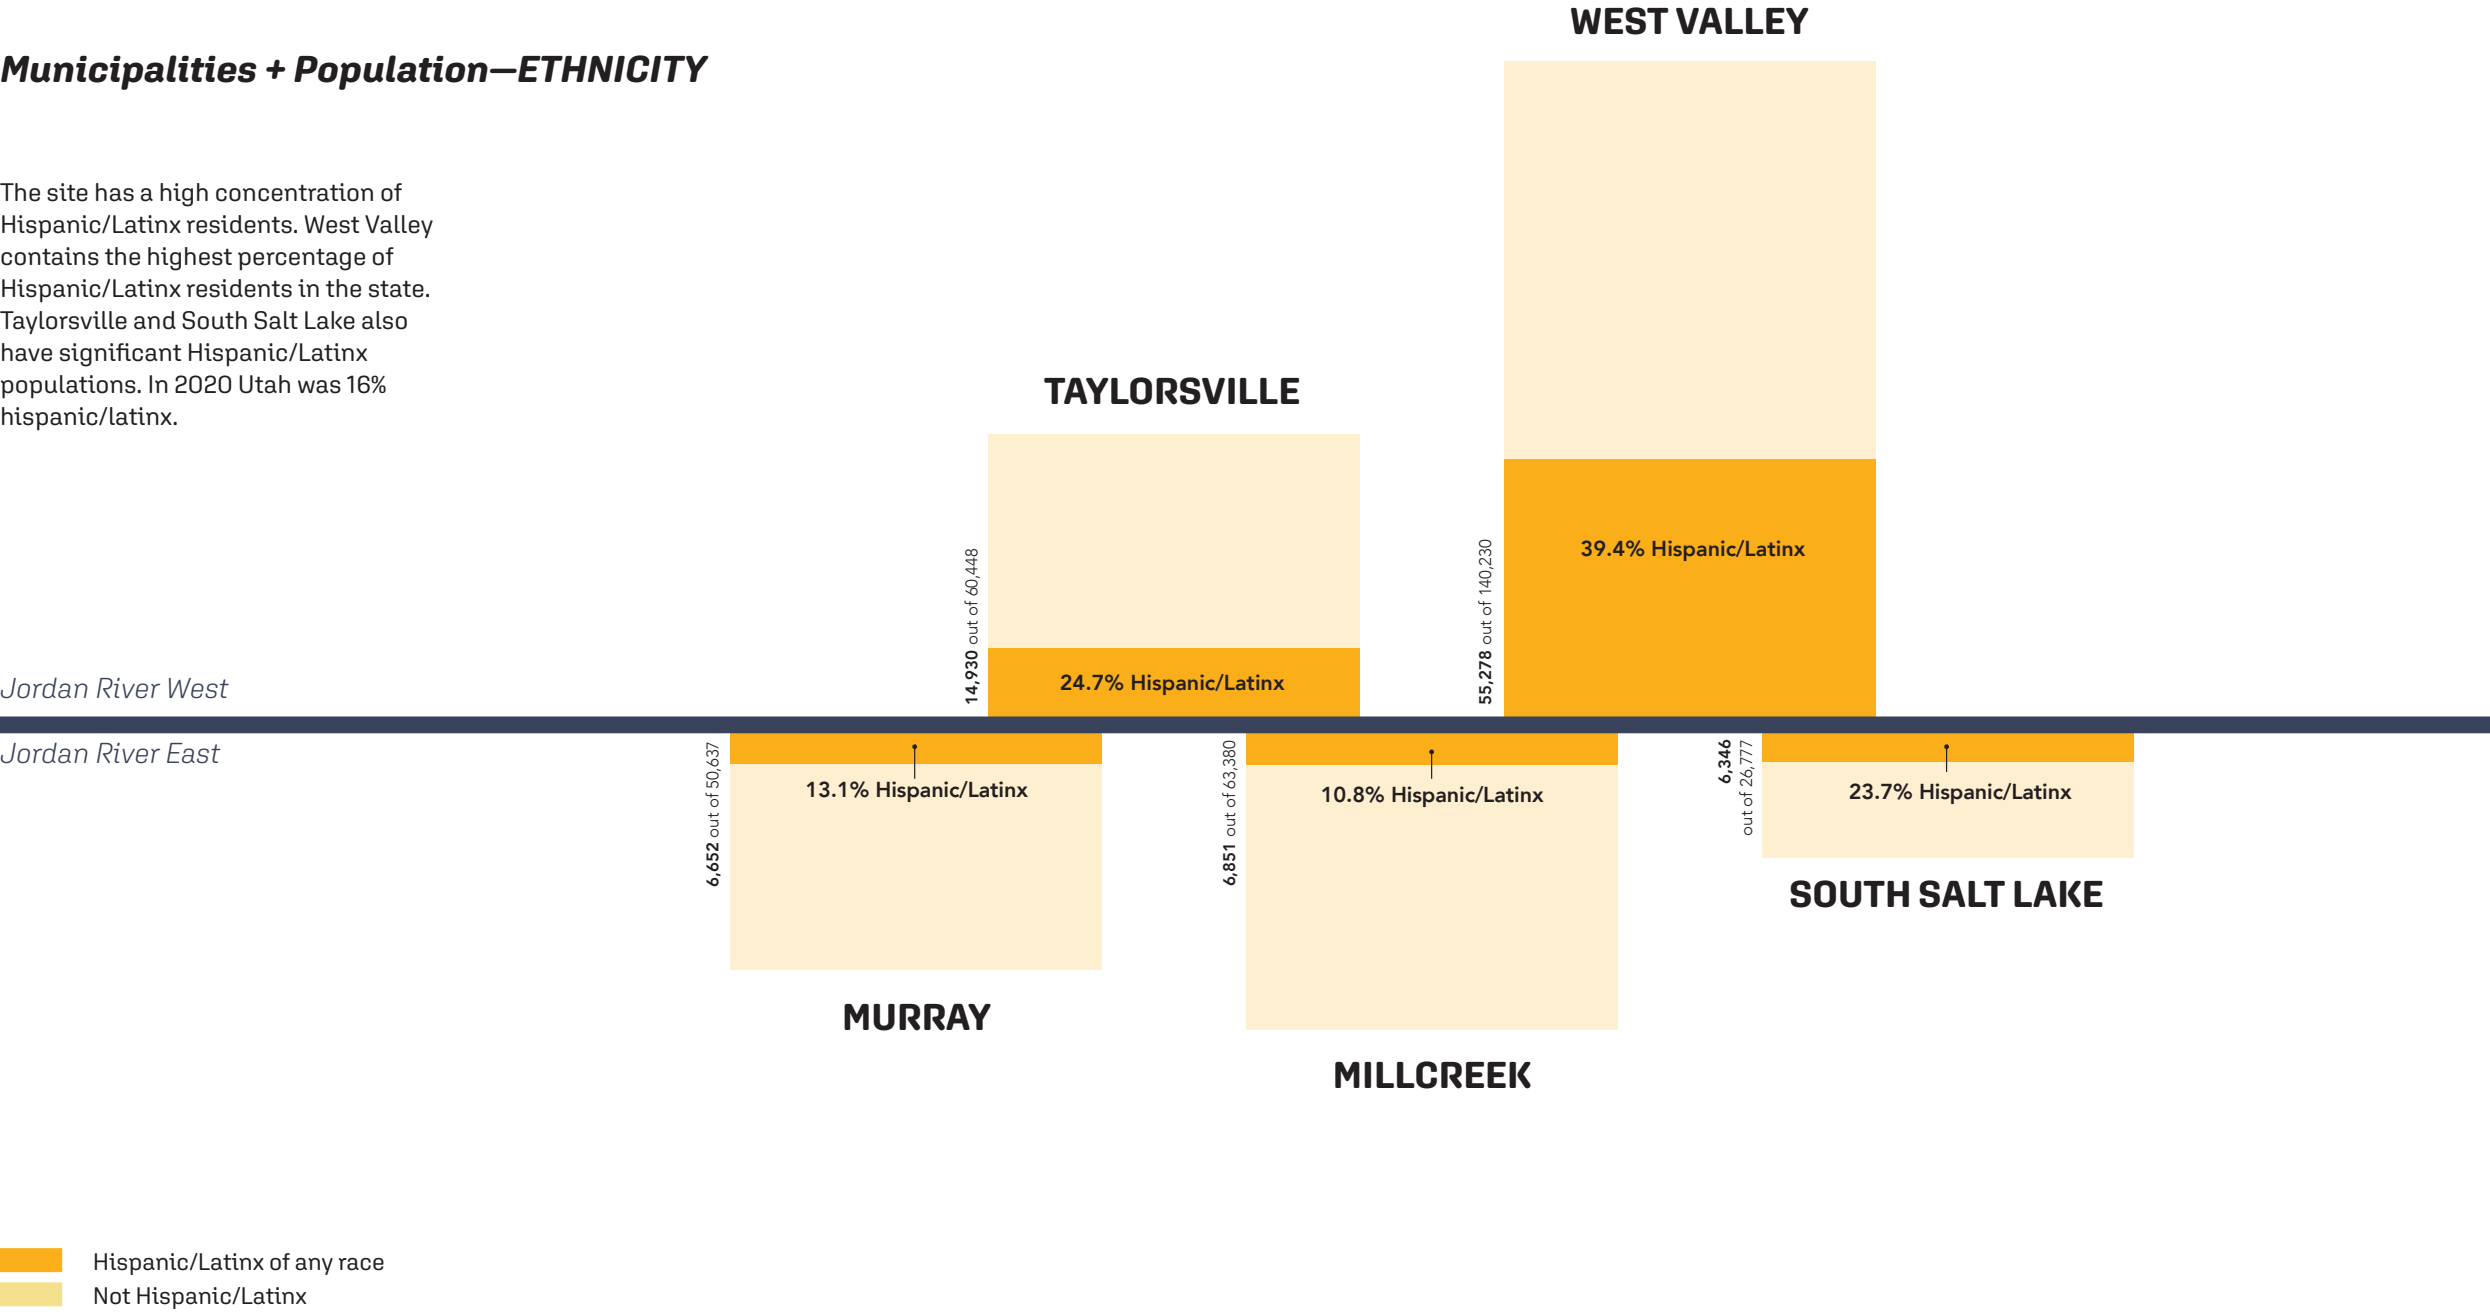 Municipalities + Population—ETHNICITY
The site has a high concentration of
Hispanic/Latinx residents. West Valley
contains the highest percentage of
Hispanic/Latinx residents in the state.
Taylorsville and South Salt Lake also
have significant Hispanic/Latinx
populations. In 2020 Utah was 16%
hispanic/latinx.
WEST VALLEY
39.4% Hispanic/Latinx
55,278 out of 140,230
TAYLORSVILLE
24.7% Hispanic/Latinx
14,930 out of 60,448
Jordan River West
Jordan River East
6,652 out of 50,637
13.1% Hispanic/Latinx
MURRAY
6,851 out of 63,380
10.8% Hispanic/Latinx
MILLCREEK
6,346
out of 26,777
23.7% Hispanic/Latinx
SOUTH SALT LAKE
Hispanic/Latinx of any race
Not Hispanic/Latinx